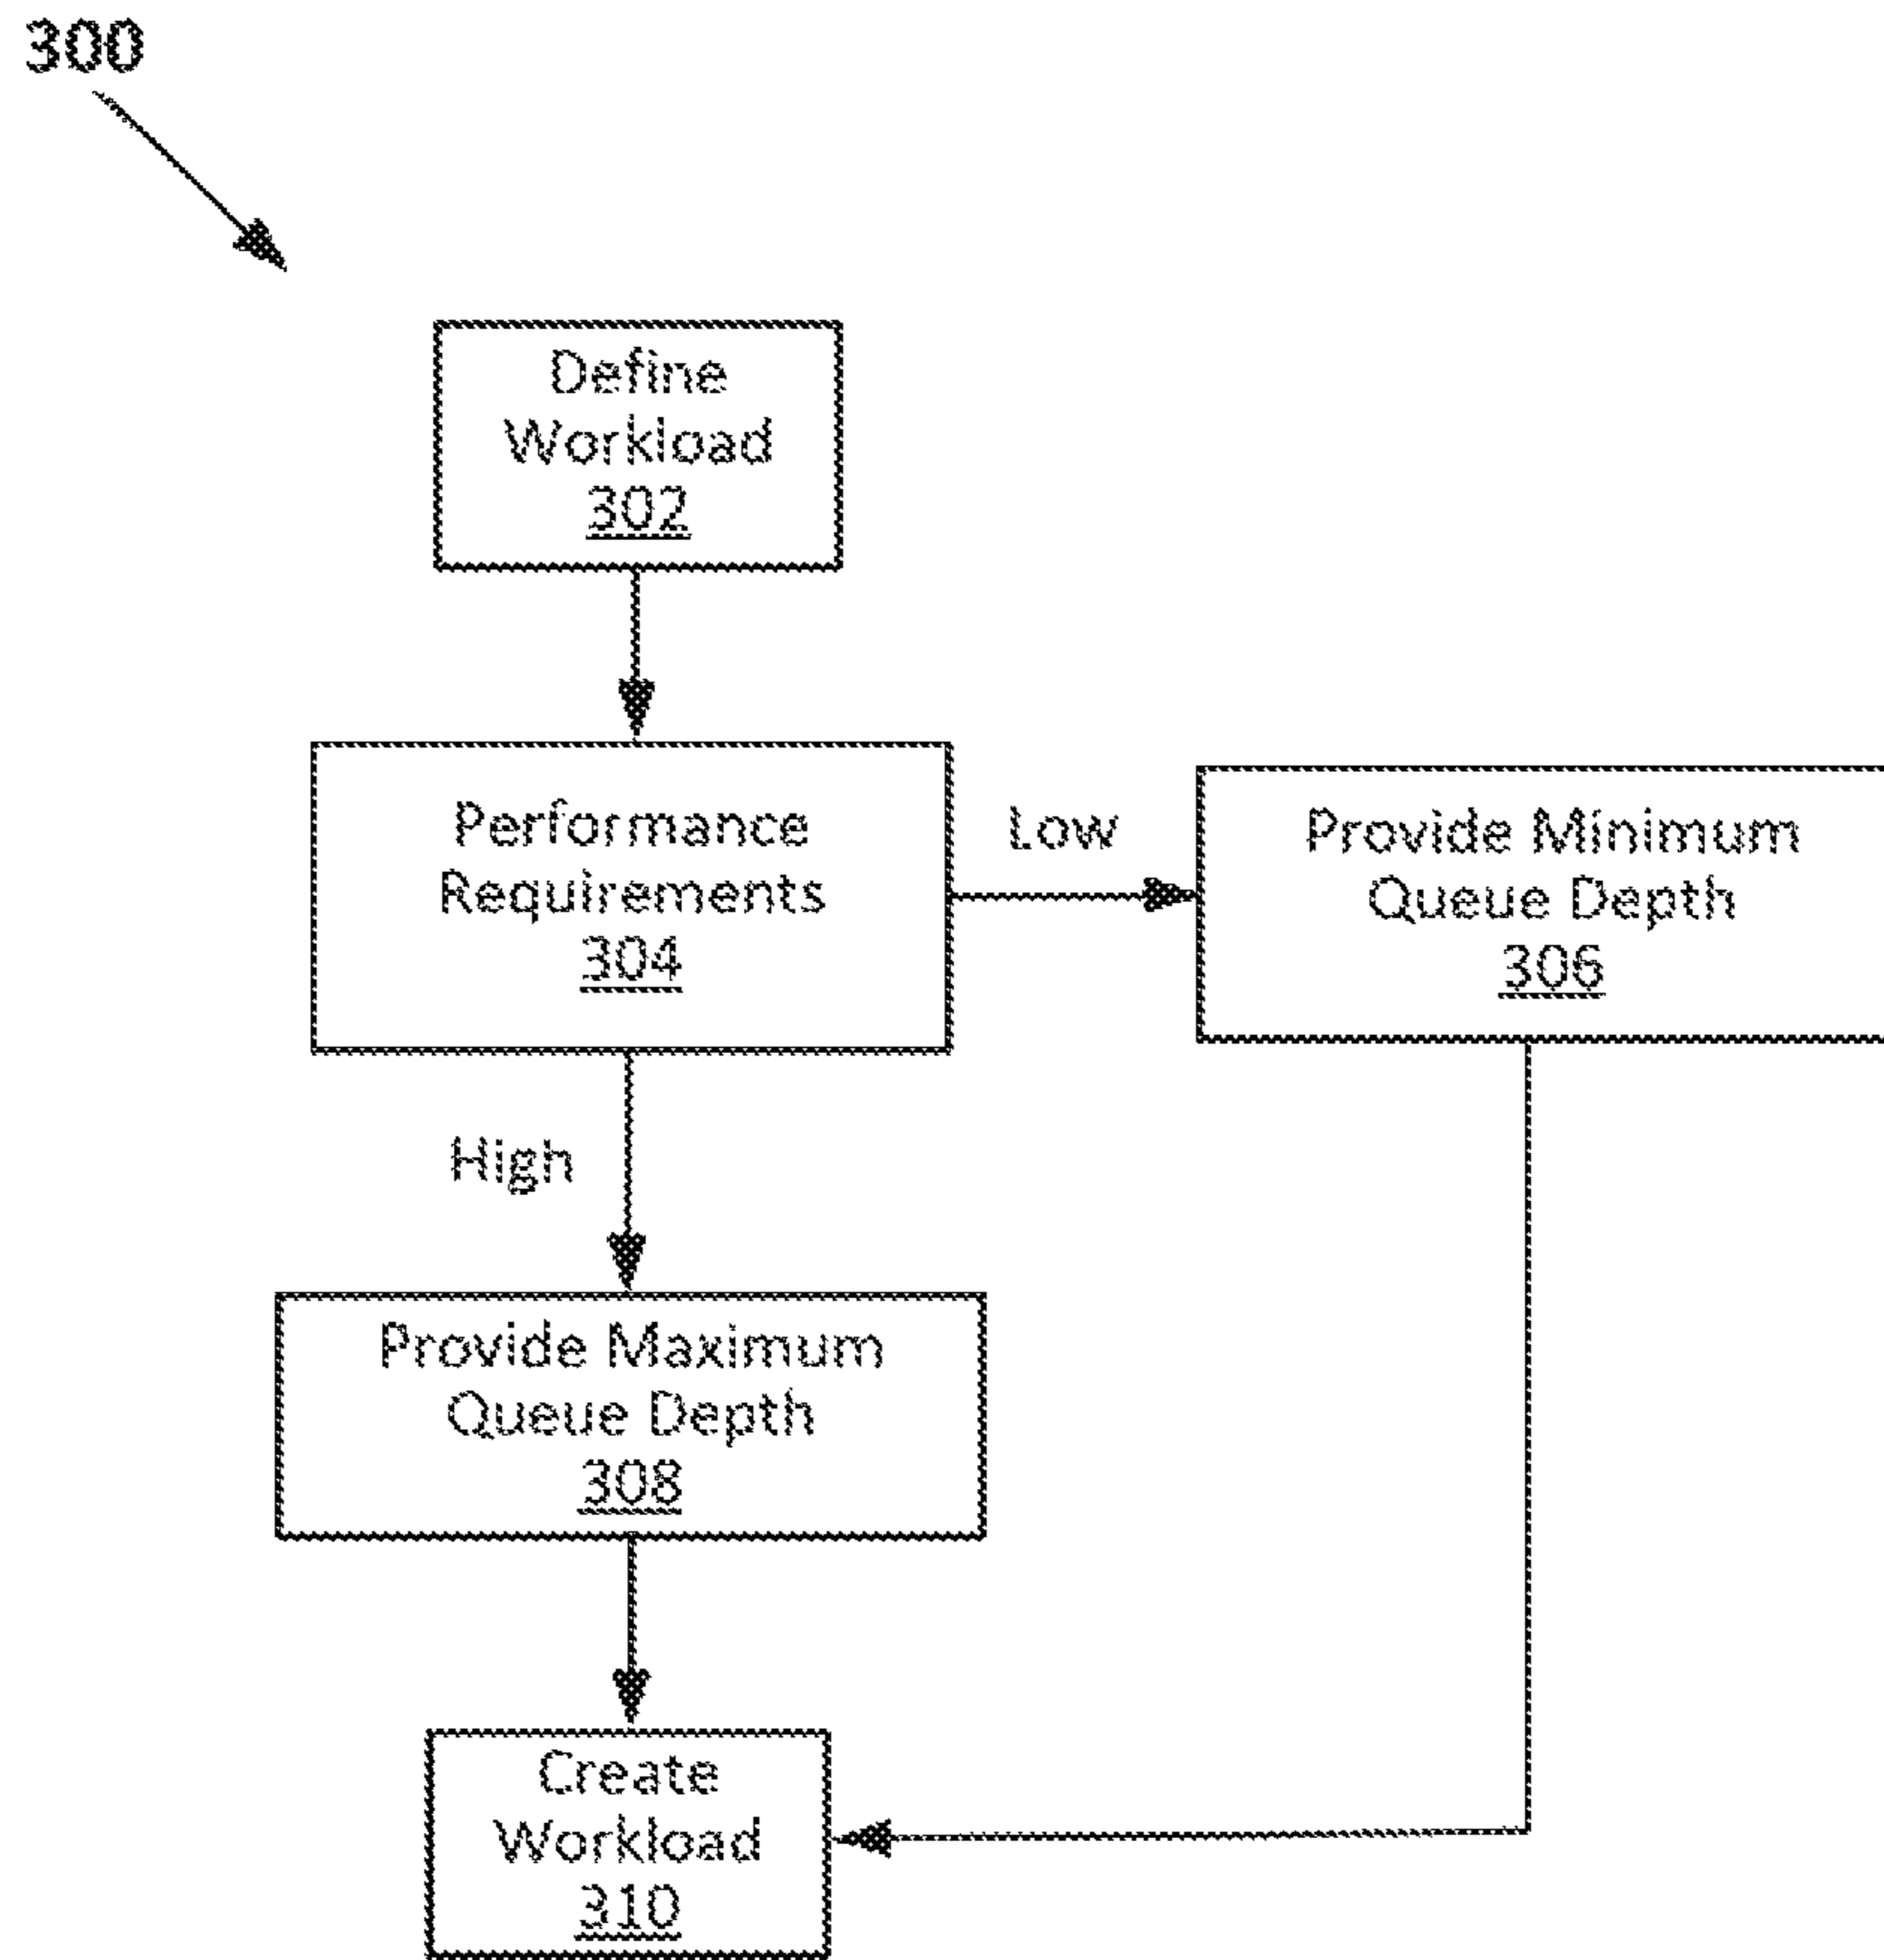 300
Define
Workload
302
Performance
Requirements
304
Low
Provide Minimum
Queue Depth
306
High
Provide Maximum
Queue Depth
308
Create
Workload
310